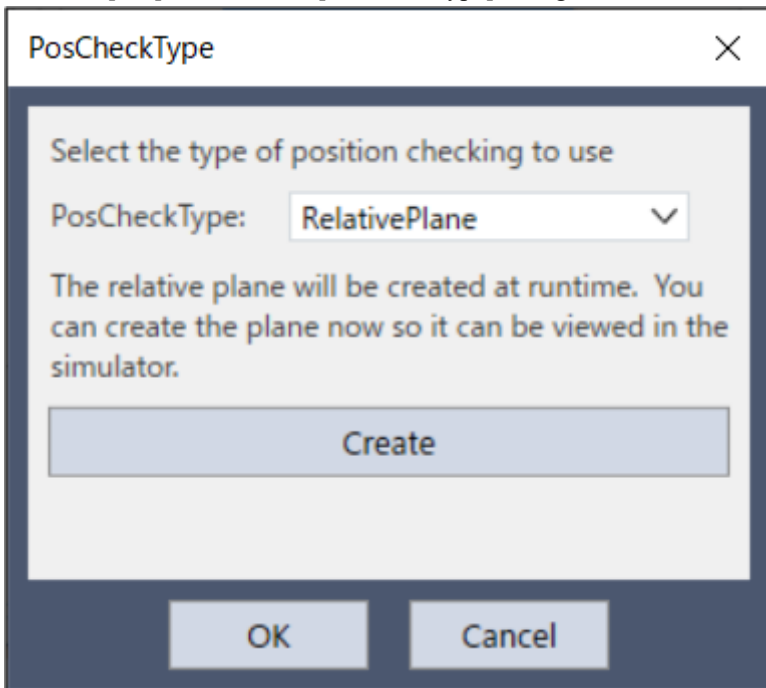 PosCheckType
Select the type of position checking to use
PosCheckType: RelativePlane
The relative plane will be created at runtime. You
can create the plane now so it can be viewed in the
simulator.
Create
OK Cancel